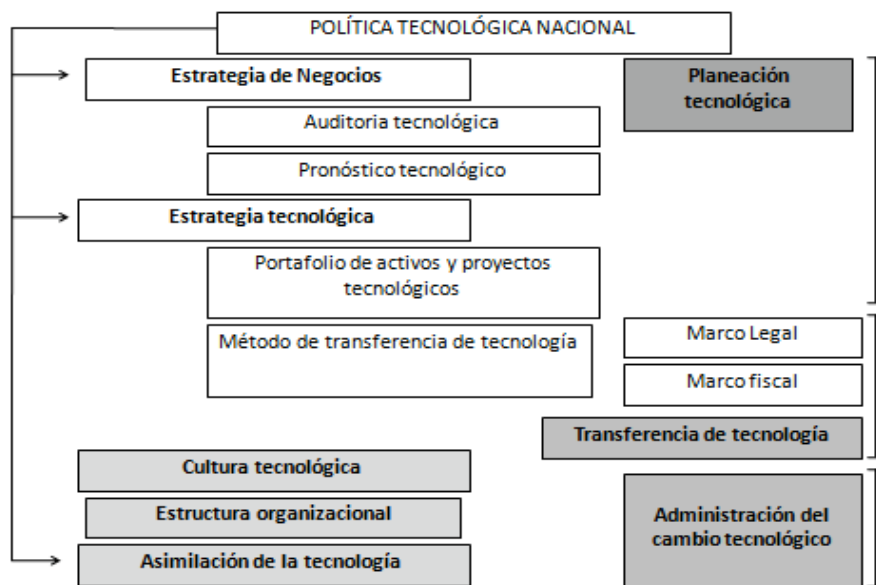 POLÍTICA TECNOLÓGICA NACIONAL
Estrategia de Negocios
Planeación
tecnológica
Auditoria tecnológica
Pronóstico tecnológico
Estrategia tecnológica
Portafolio de activos y proyectos
tecnológicos
Método de transferencia de tecnología
Marco Legal
Marco fiscal
Transferencia de tecnología
Cultura tecnológica
Estructura organizacional
Asimilación de la tecnología
Administración del
cambio tecnológico